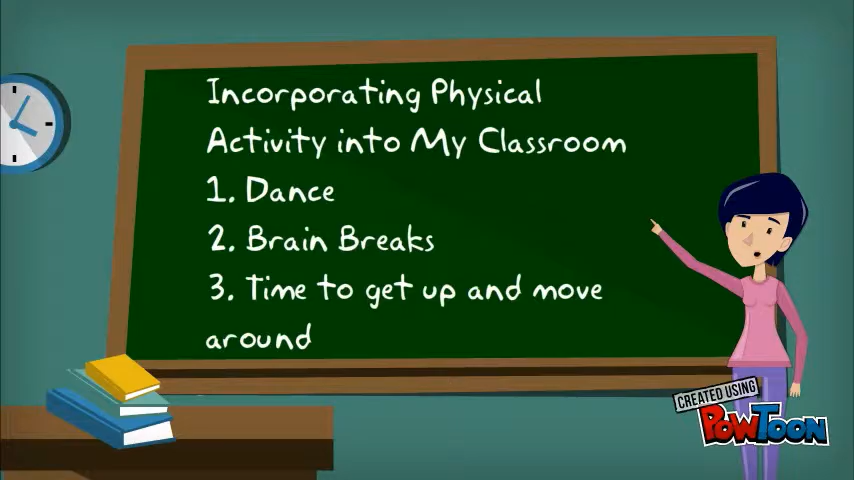 Incorporating Physical
Activity into My Classroom
1. Dance
2. Brain Breaks
3. Time to get up and move
around
CREATED USING
POWTOON